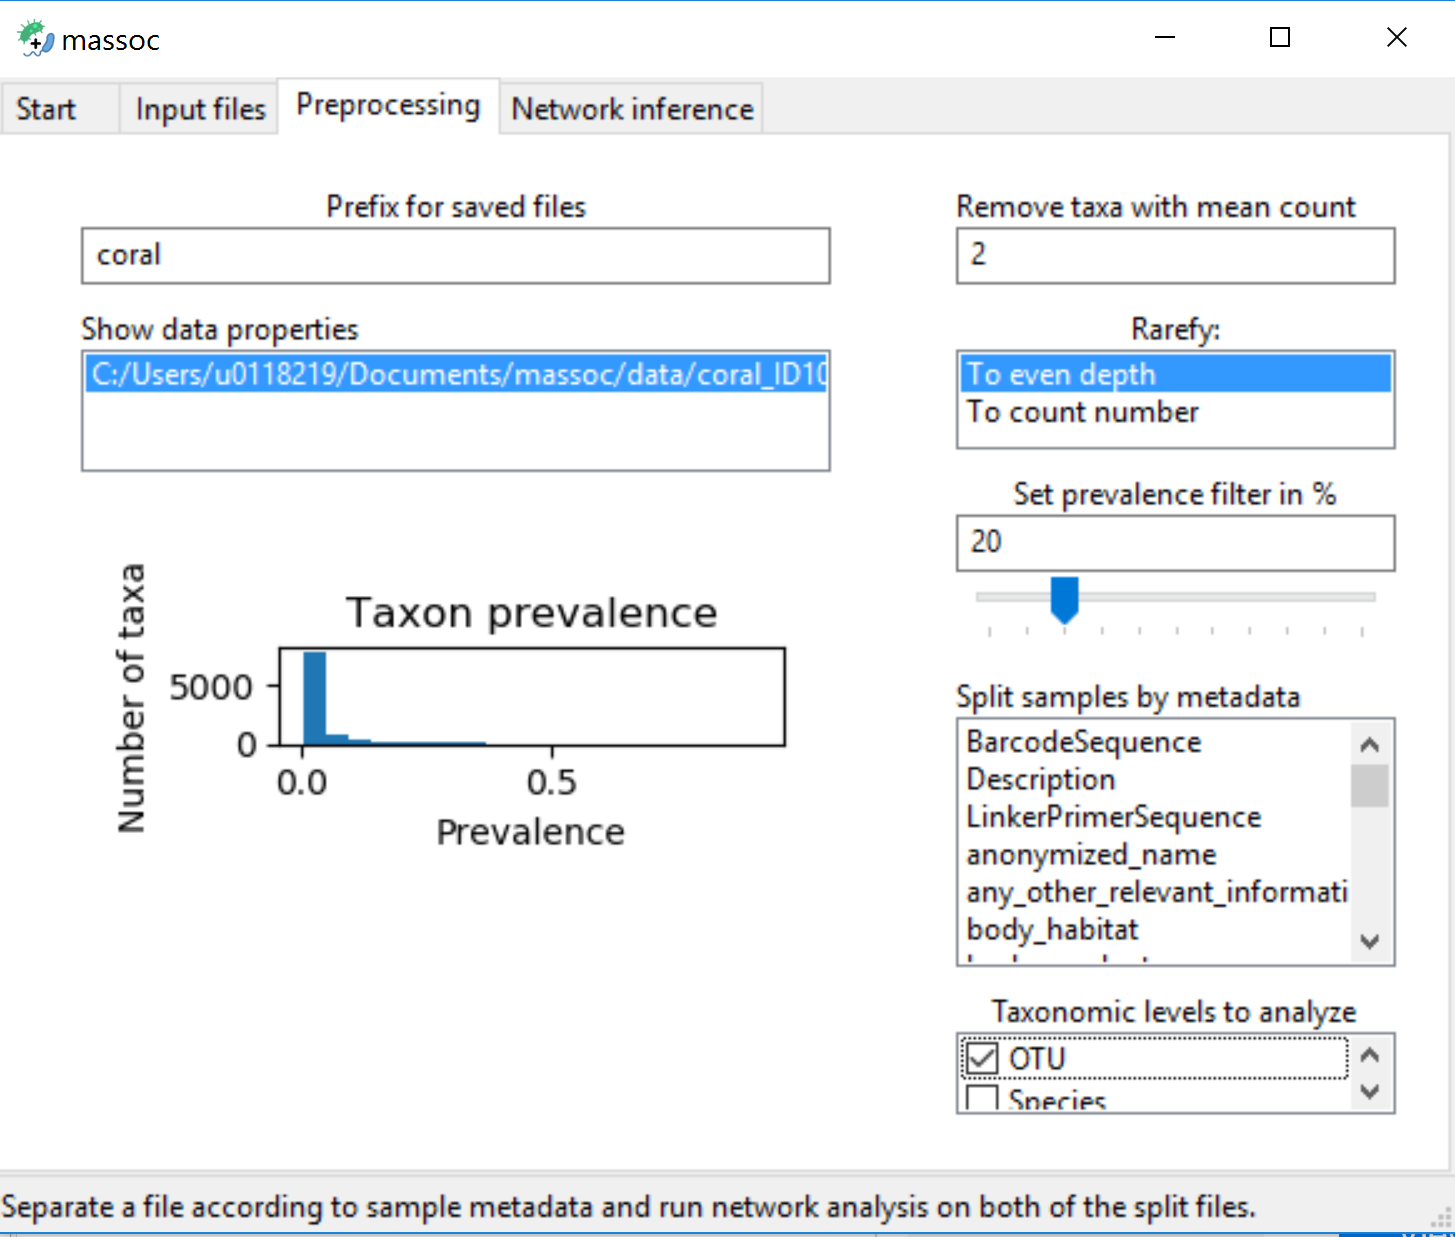 massoc
Start
Input files
Preprocessing
Network inference
Prefix for saved files
coral
Show data properties
C:/Users/u0118219/Documents/massoc/data/coral_ID10
Taxon prevalence
Number of taxa
5000
0
0.0
0.5
Prevalence
Remove taxa with mean count
2
Rarefy:
To even depth
To count number
Set prevalence filter in %
20
Split samples by metadata
BarcodeSequence
Description
LinkerPrimerSequence
anonymized_name
any_other_relevant_informati
body_habitat
Taxonomic levels to analyze
OTU
Species
Separate a file according to sample metadata and run network analysis on both of the split files.